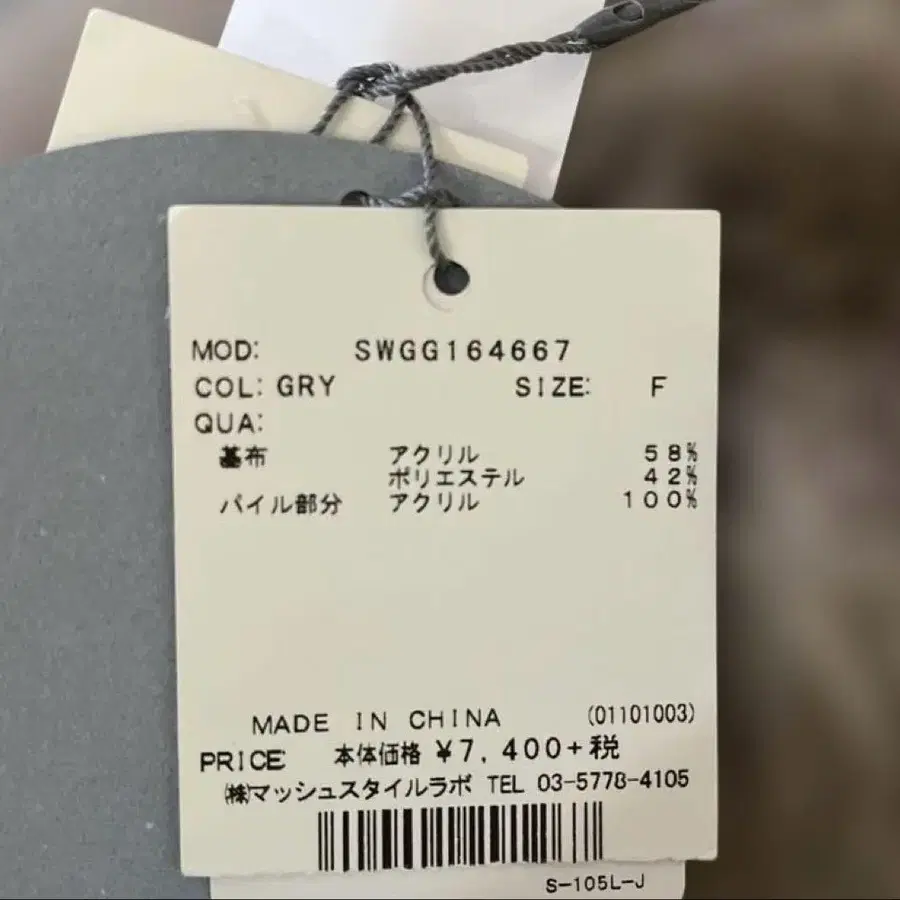 MOD: SWGG164667
COL: GRY SIZE: F
QUA:
基布 アクリル 58%
ポリエステル 42%
パイル部分 アクリル 100%
MADE IN CHINA (01101003)
PRICE: 本体価格 ¥7,400+税
㈱マッシュスタイルラボ TEL 03-5778-4105
S-105L-J